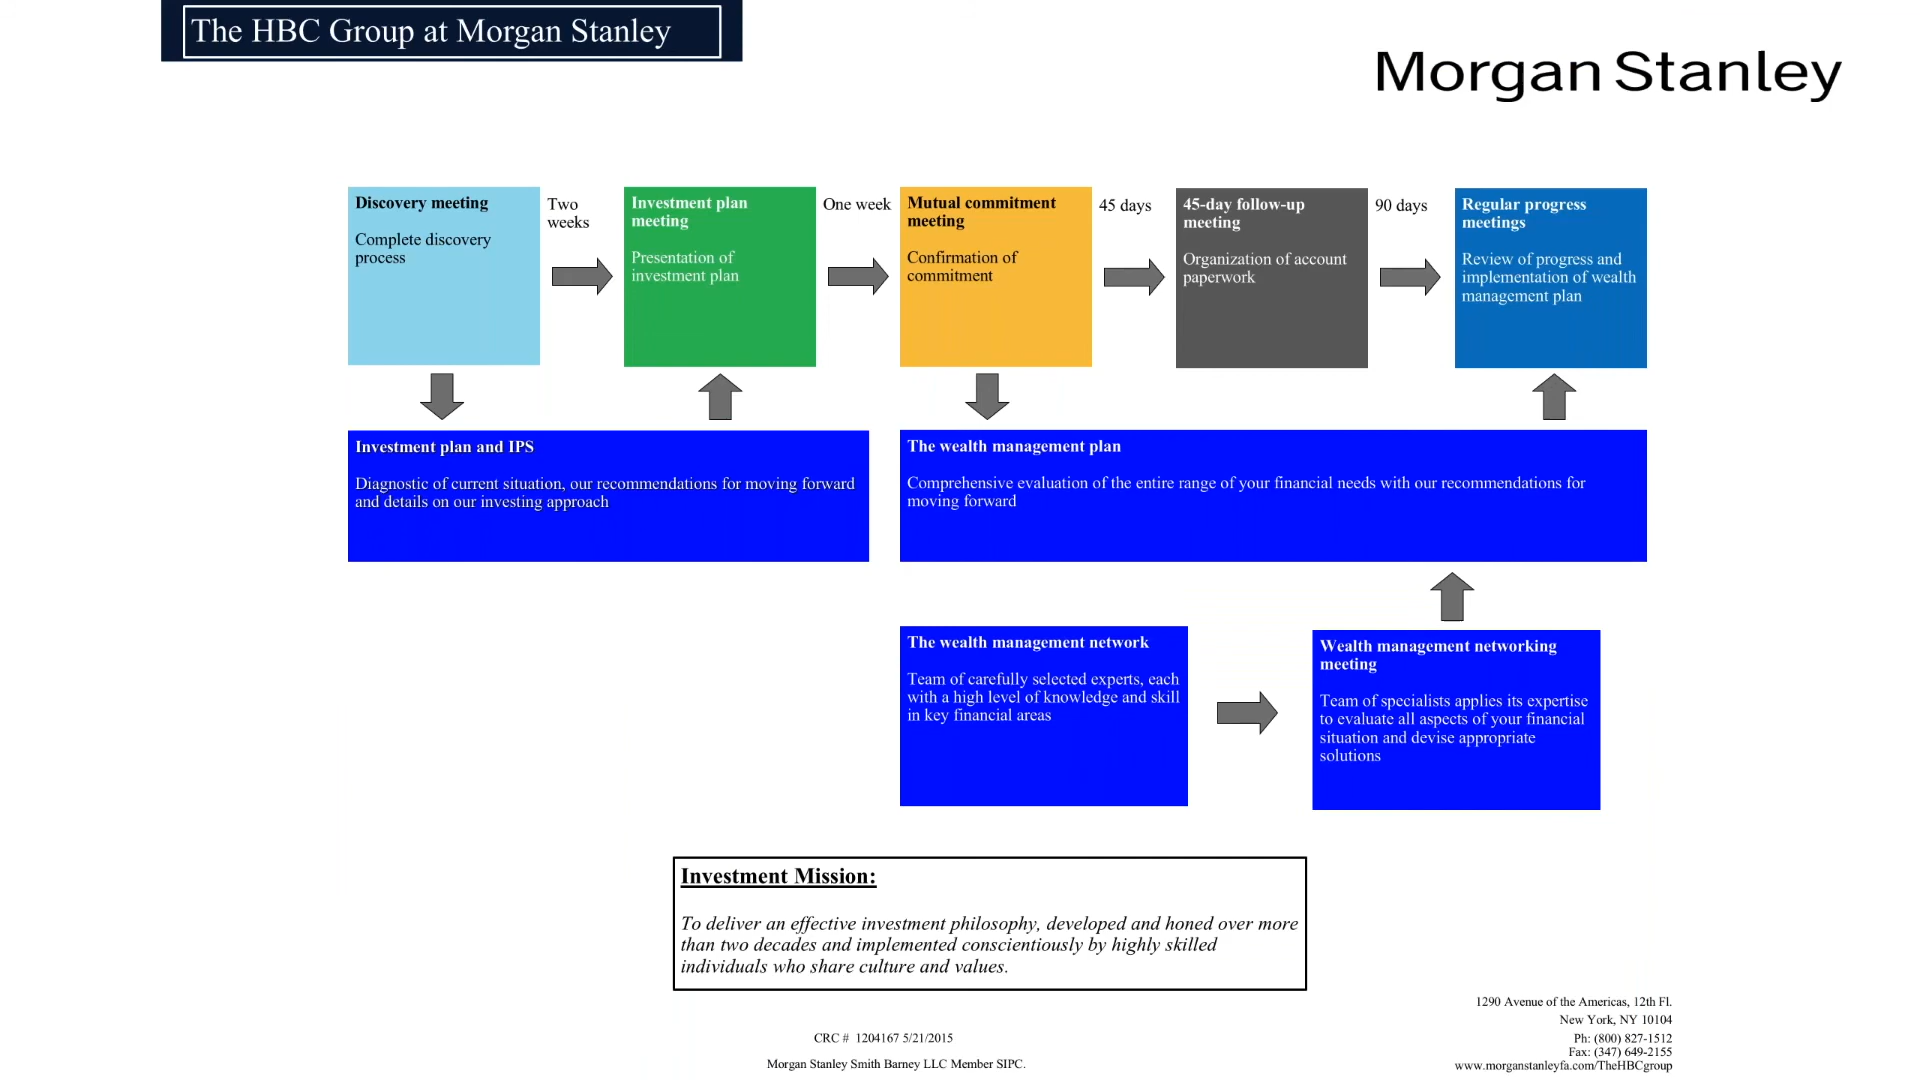 The HBC Group at Morgan Stanley
Morgan Stanley
Discovery meeting
Complete discovery
process
Two
weeks
Investment plan
meeting
Presentation of
investment plan
One week
Mutual commitment
meeting
Confirmation of
commitment
45 days
45-day follow-up
meeting
Organization of account
paperwork
90 days
Regular progress
meetings
Review of progress and
implementation of wealth
management plan
Investment plan and IPS
Diagnostic of current situation, our recommendations for moving forward
and details on our investing approach
The wealth management plan
Comprehensive evaluation of the entire range of your financial needs with our recommendations for
moving forward
The wealth management network
Team of carefully selected experts, each
with a high level of knowledge and skill
in key financial areas
Wealth management networking
meeting
Team of specialists applies its expertise
to evaluate all aspects of your financial
situation and devise appropriate
solutions
Investment Mission:
To deliver an effective investment philosophy, developed and honed over more
than two decades and implemented conscientiously by highly skilled
individuals who share culture and values.
CRC # 1204167 5/21/2015
Morgan Stanley Smith Barney LLC Member SIPC.
1290 Avenue of the Americas, 12th Fl.
New York, NY 10104
Ph: (800) 827-1512
Fax: (347) 649-2155
www.morganstanleyfa.com/TheHBCgroup